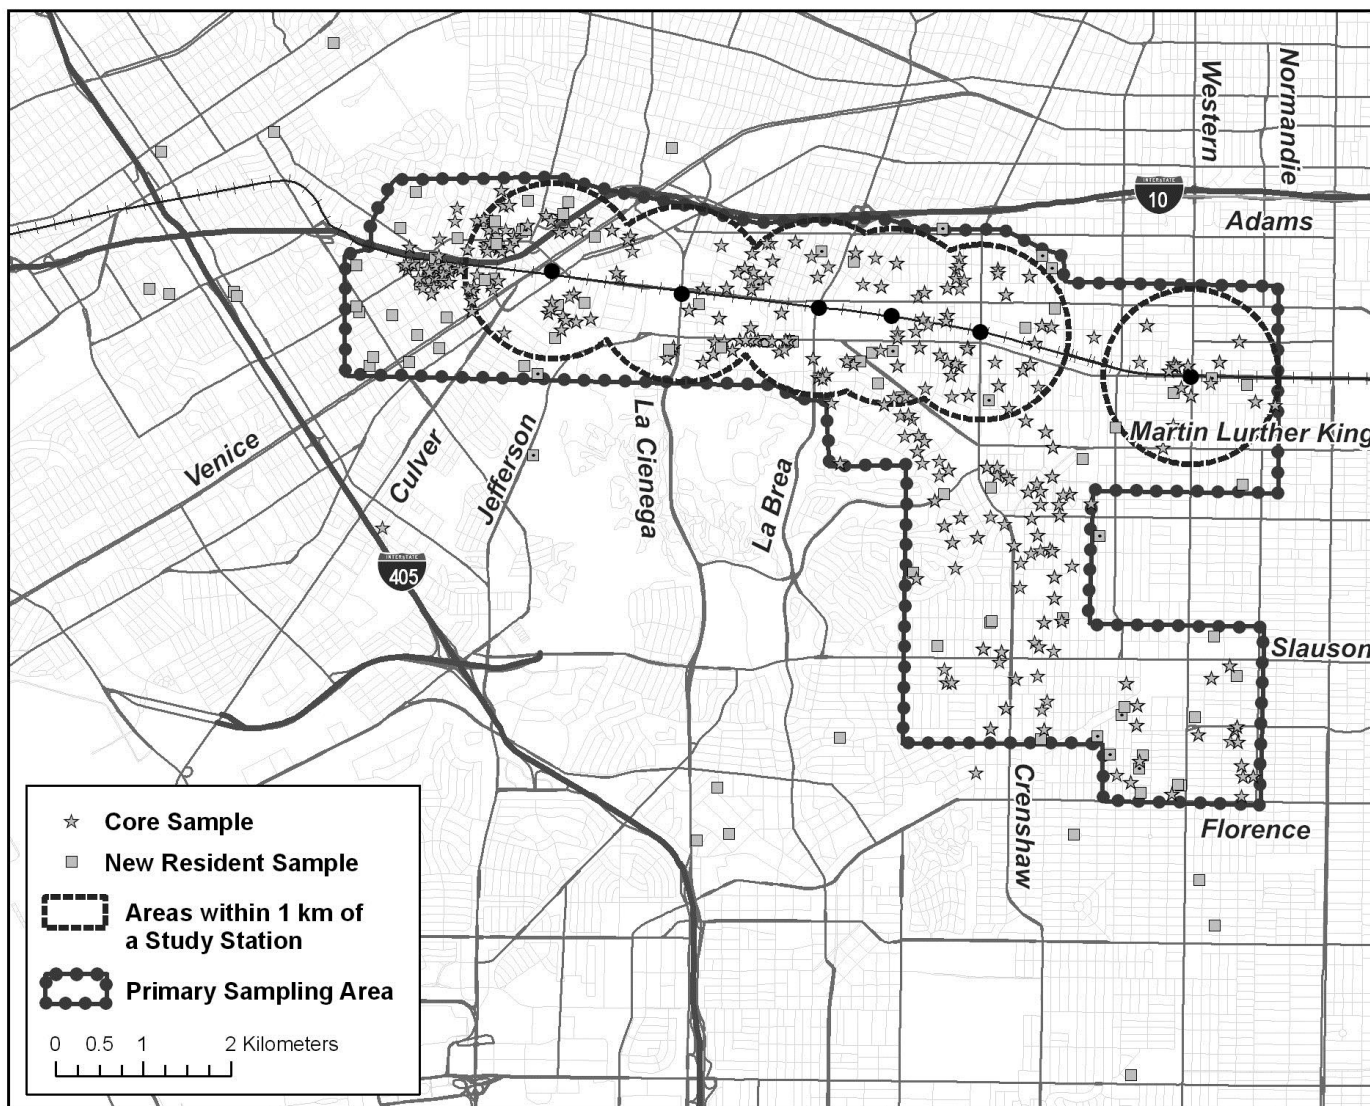 Western
Normandie
INTERSTATE
10
Adams
Venice
Culver
Jefferson
La Cienega
La Brea
Martin Lurther King
INTERSTATE
405
Slauson
Crenshaw
Florence
Core Sample
New Resident Sample
Areas within 1 km of
a Study Station
Primary Sampling Area
0 0.5 1 2 Kilometers